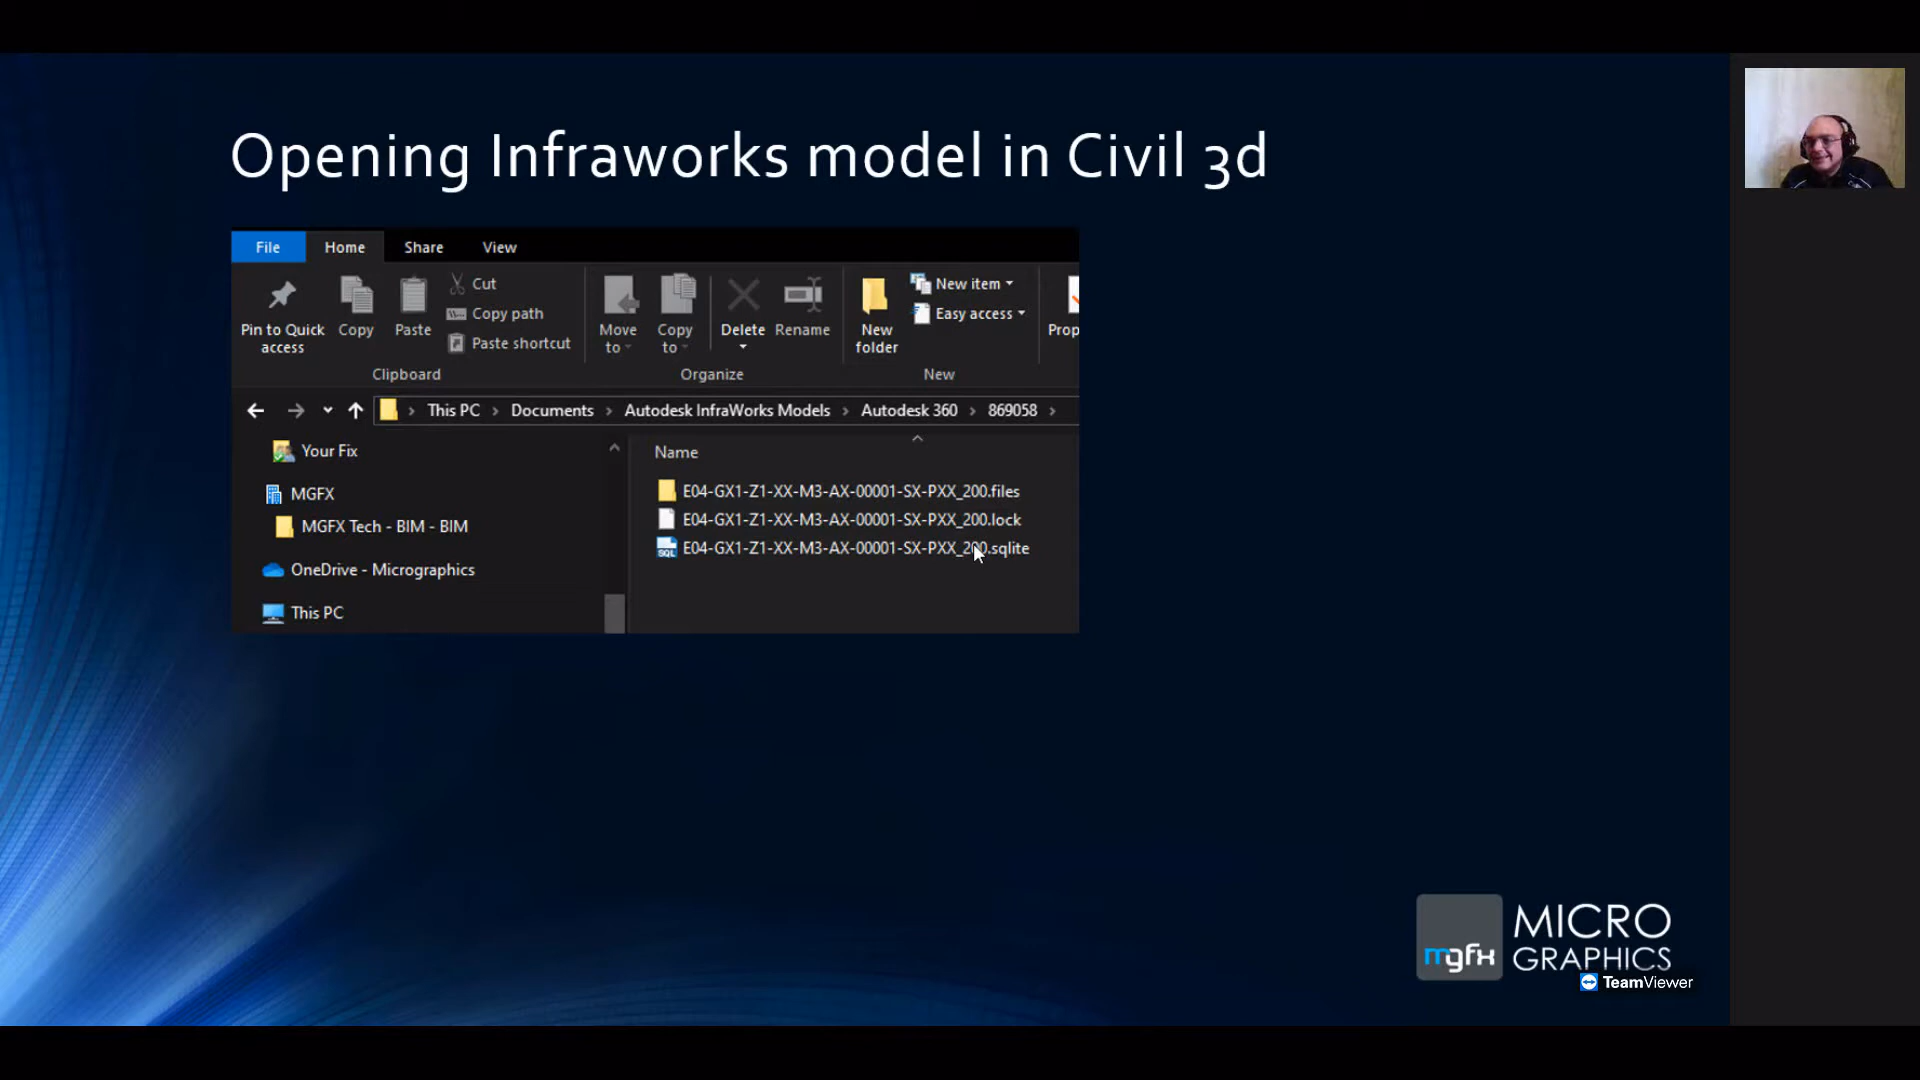 Opening Infraworks model in Civil 3d
File Home Share View
Pin to Quick access
Copy
Paste
Cut
Copy path
Paste shortcut
Move to
Copy to
Delete
Rename
New folder
New item
Easy access
Prop
Clipboard Organize New
This PC > Documents > Autodesk InfraWorks Models > Autodesk 360 > 869058 >
Your Fix
MGFX
MGFX Tech - BIM - BIM
OneDrive - Micrographics
This PC
Name
E04-GX1-Z1-XX-M3-AX-00001-SX-PXX_200.files
E04-GX1-Z1-XX-M3-AX-00001-SX-PXX_200.lock
SQL
E04-GX1-Z1-XX-M3-AX-00001-SX-PXX_200.sqlite
mgfx
MICRO
GRAPHICS
TeamViewer